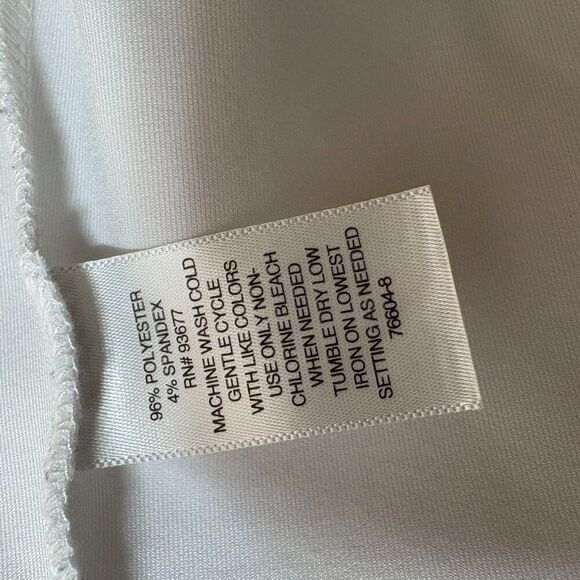 96% POLYESTER
4% SPANDEX
RN# 93677
MACHINE WASH COLD
GENTLE CYCLE
WITH LIKE COLORS
USE ONLY NON-
CHLORINE BLEACH
WHEN NEEDED
TUMBLE DRY LOW
IRON ON LOWEST
SETTING AS NEEDED
76604-8